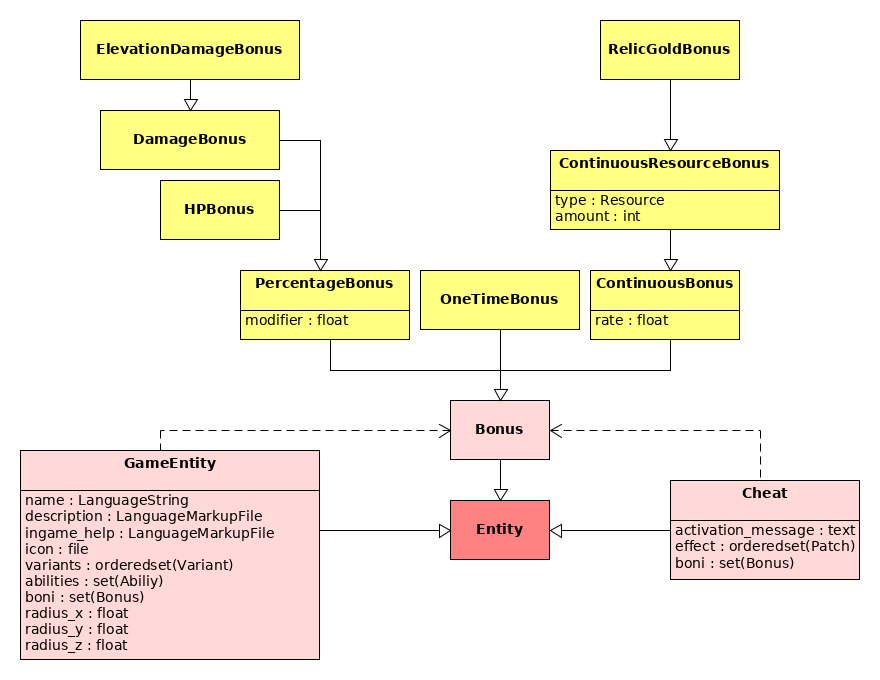 ElevationDamageBonus
RelicGoldBonus
DamageBonus
ContinuousResourceBonus
type : Resource
amount : int
HPBonus
PercentageBonus
modifier : float
OneTimeBonus
ContinuousBonus
rate : float
Bonus
GameEntity
name : LanguageString
description : LanguageMarkupFile
ingame_help : LanguageMarkupFile
icon : file
variants : orderedset(Variant)
abilities : set(Abiliy)
boni : set(Bonus)
radius_x : float
radius_y : float
radius_z : float
Entity
Cheat
activation_message : text
effect : orderedset(Patch)
boni : set(Bonus)